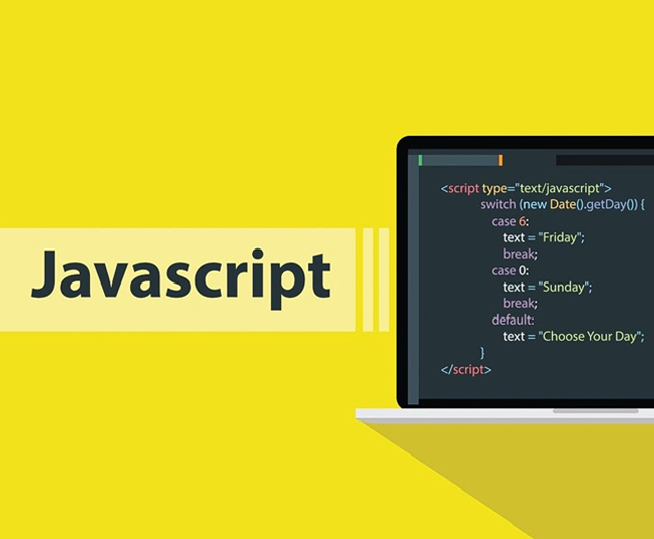 Javascript
<script type="text/javascript">
switch (new Date().getDay()) {
case 6:
text = "Friday";
break;
case 0:
text = "Sunday";
break;
default:
text = "Choose Your Day";
}
</script>